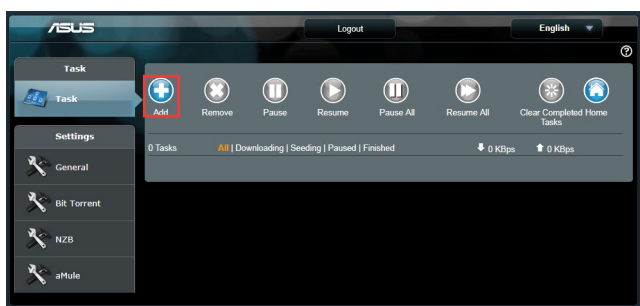 ASUS
Logout
English
?
Task
Task
Add
Remove
Pause
Resume
Pause All
Resume All
Clear Completed
Tasks
Home
0 Tasks
All | Downloading | Seeding | Paused | Finished
0 KBps
0 KBps
Settings
General
Bit Torrent
NZB
aMule